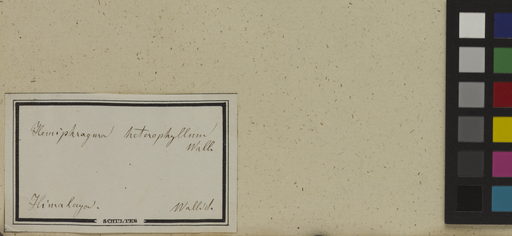 Hemiphragma heterophyllum
Wall.
Himalaya. Wallich.
SCHULTES